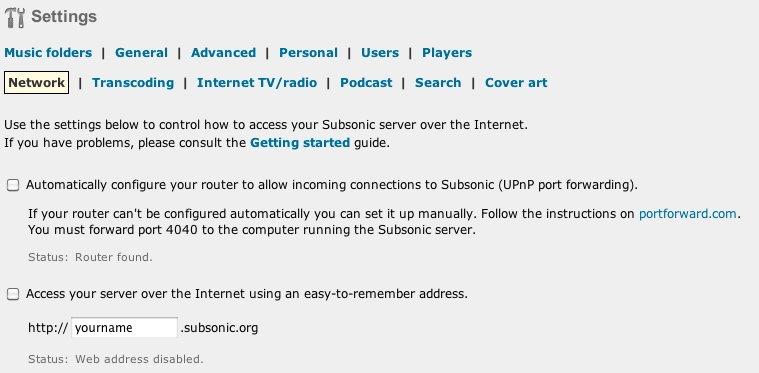 Settings
Music folders | General | Advanced | Personal | Users | Players
Network | Transcoding | Internet TV/radio | Podcast | Search | Cover art
Use the settings below to control how to access your Subsonic server over the Internet.
If you have problems, please consult the Getting started guide.
Automatically configure your router to allow incoming connections to Subsonic (UPnP port forwarding).
If your router can't be configured automatically you can set it up manually. Follow the instructions on portforward.com.
You must forward port 4040 to the computer running the Subsonic server.
Status: Router found.
Access your server over the Internet using an easy-to-remember address.
http:// yourname .subsonic.org
Status: Web address disabled.